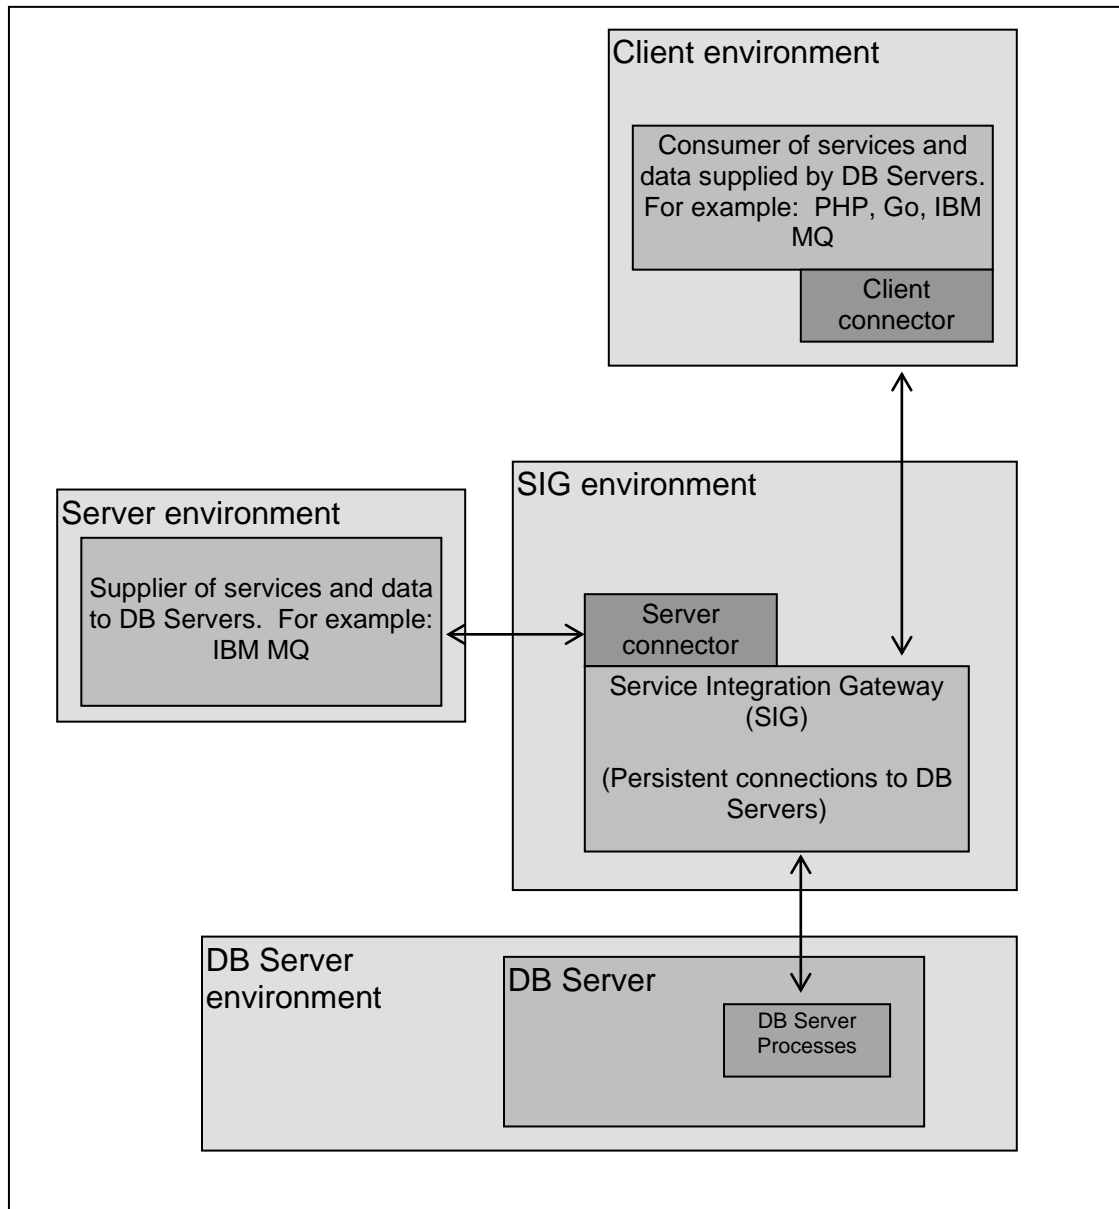 Client environment
Consumer of services and
data supplied by DB Servers.
For example: PHP, Go, IBM
MQ
Client
connector
SIG environment
Server environment
Supplier of services and data
to DB Servers. For example:
IBM MQ
Server
connector
Service Integration Gateway
(SIG)
(Persistent connections to DB
Servers)
DB Server
environment
DB Server
DB Server
Processes